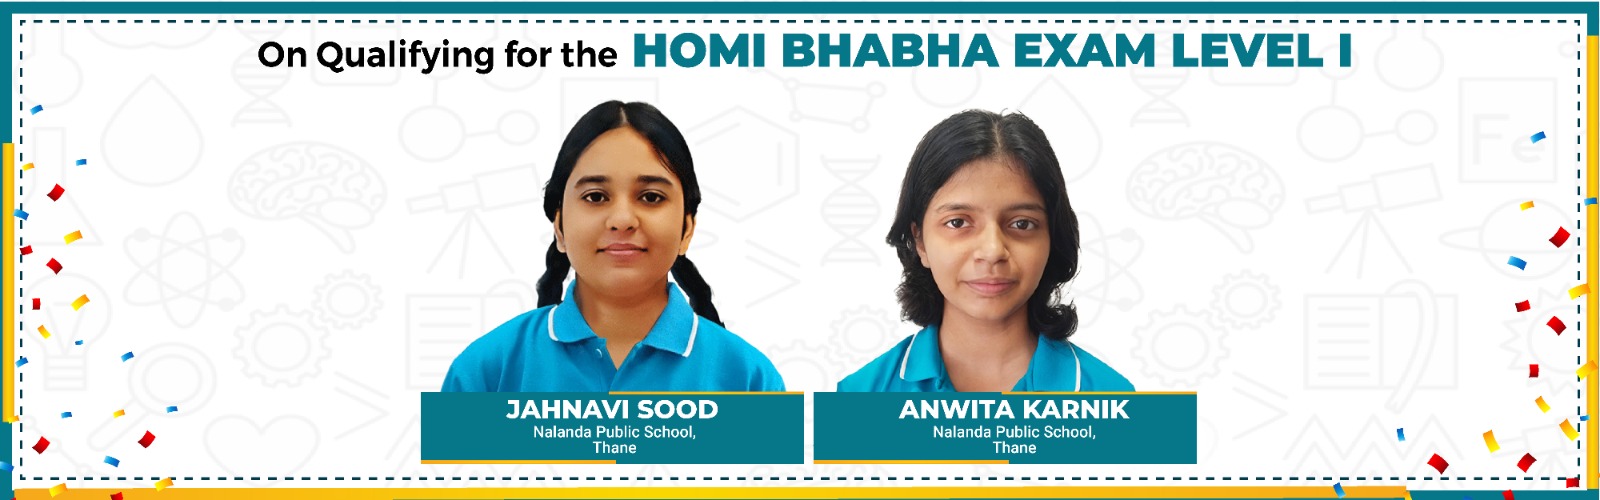 On Qualifying for the HOMI BHABHA EXAM LEVEL I
Fe
JAHNAVI SOOD
Nalanda Public School,
Thane
ANWITA KARNIK
Nalanda Public School,
Thane